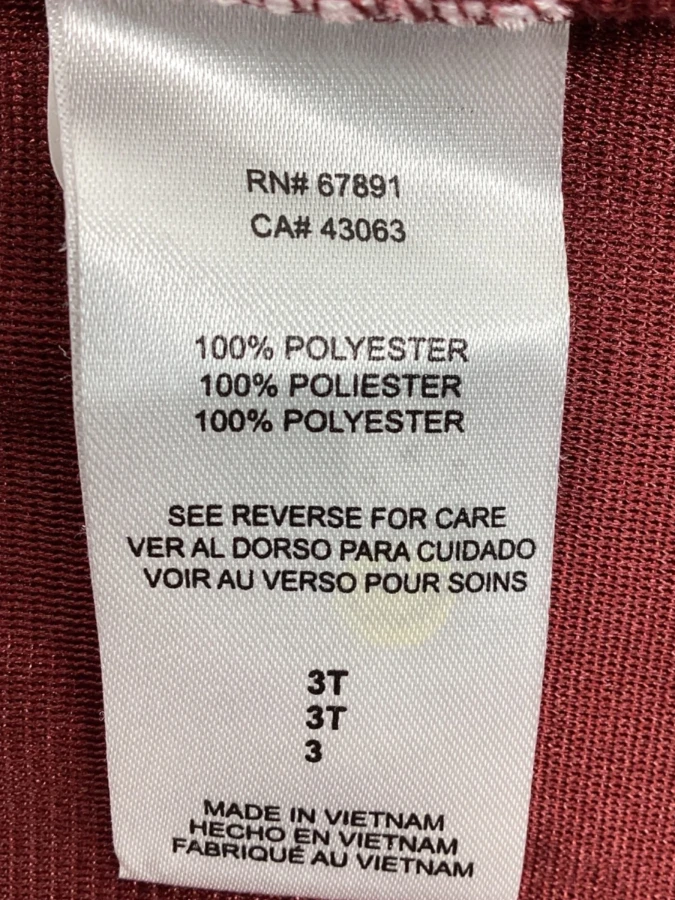 RN# 67891
CA# 43063
100% POLYESTER
100% POLIESTER
100% POLYESTER
SEE REVERSE FOR CARE
VER AL DORSO PARA CUIDADO
VOIR AU VERSO POUR SOINS
3T
3T
3
MADE IN VIETNAM
HECHO EN VIETNAM
FABRIQUÉ AU VIETNAM